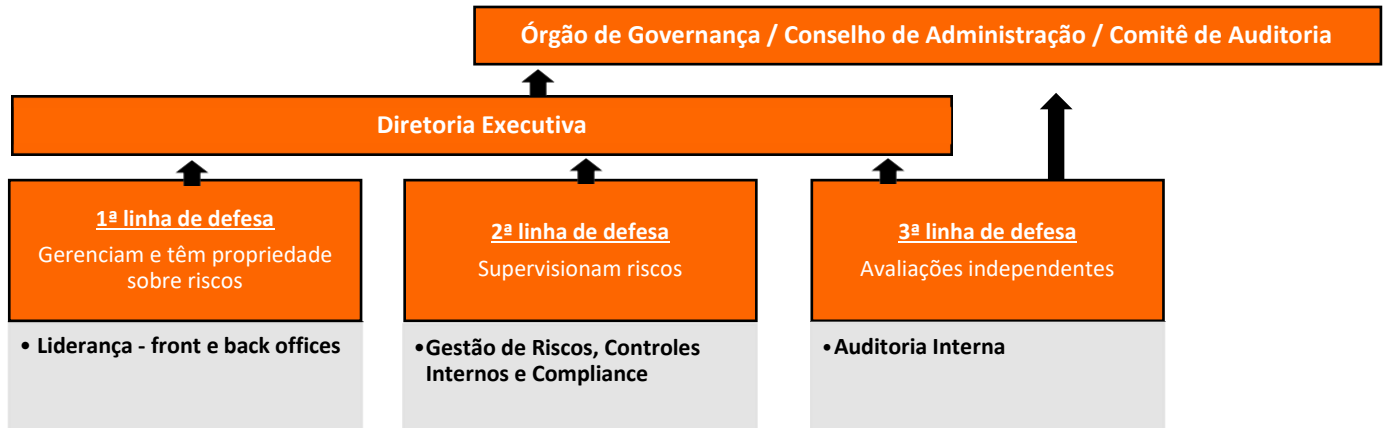 Órgão de Governança / Conselho de Administração / Comitê de Auditoria
Diretoria Executiva
1ª linha de defesa
Gerenciam e têm propriedade
sobre riscos
• Liderança - front e back offices
2ª linha de defesa
Supervisionam riscos
•Gestão de Riscos, Controles
Internos e Compliance
3ª linha de defesa
Avaliações independentes
•Auditoria Interna